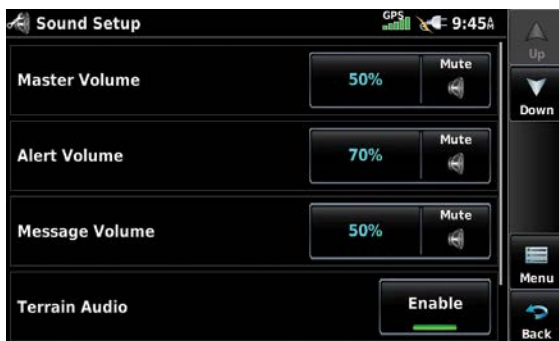 Sound Setup
GPS
9:45A
Up
Master Volume
50%
Mute
Down
Alert Volume
70%
Mute
Message Volume
50%
Mute
Menu
Terrain Audio
Enable
Back